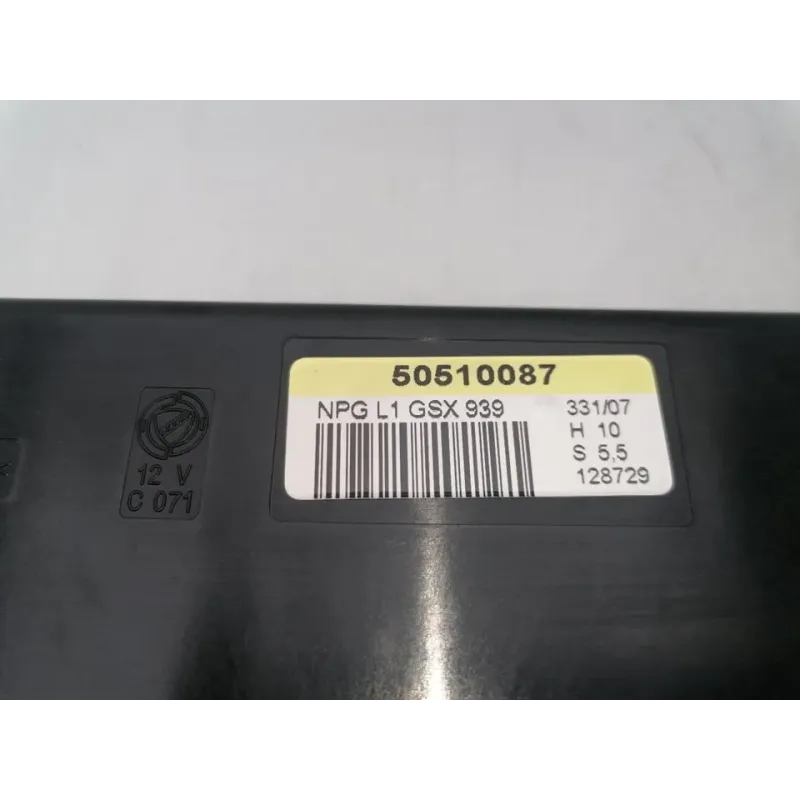 50510087
NPG L1 GSX 939
331/07
H 10
S 5,5
128729
12 V
C 071